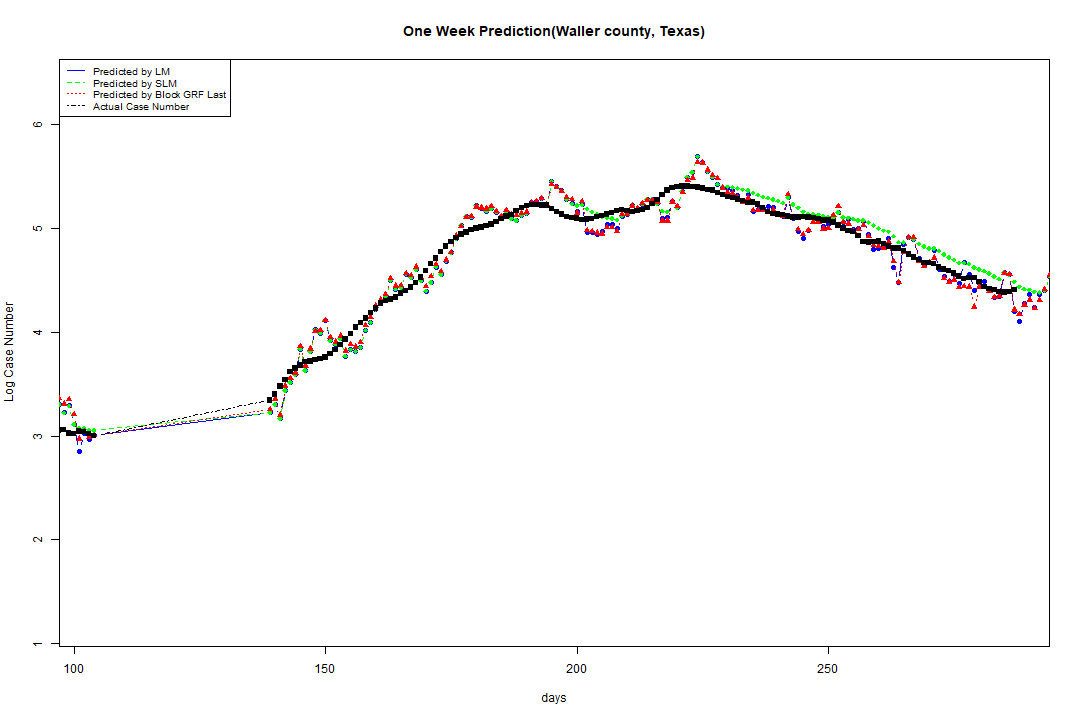 One Week Prediction(Waller county, Texas)
Predicted by LM
Predicted by SLM
Predicted by Block GRF Last
Actual Case Number
6
5
4
3
2
1
Log Case Number
100 150 200 250
days